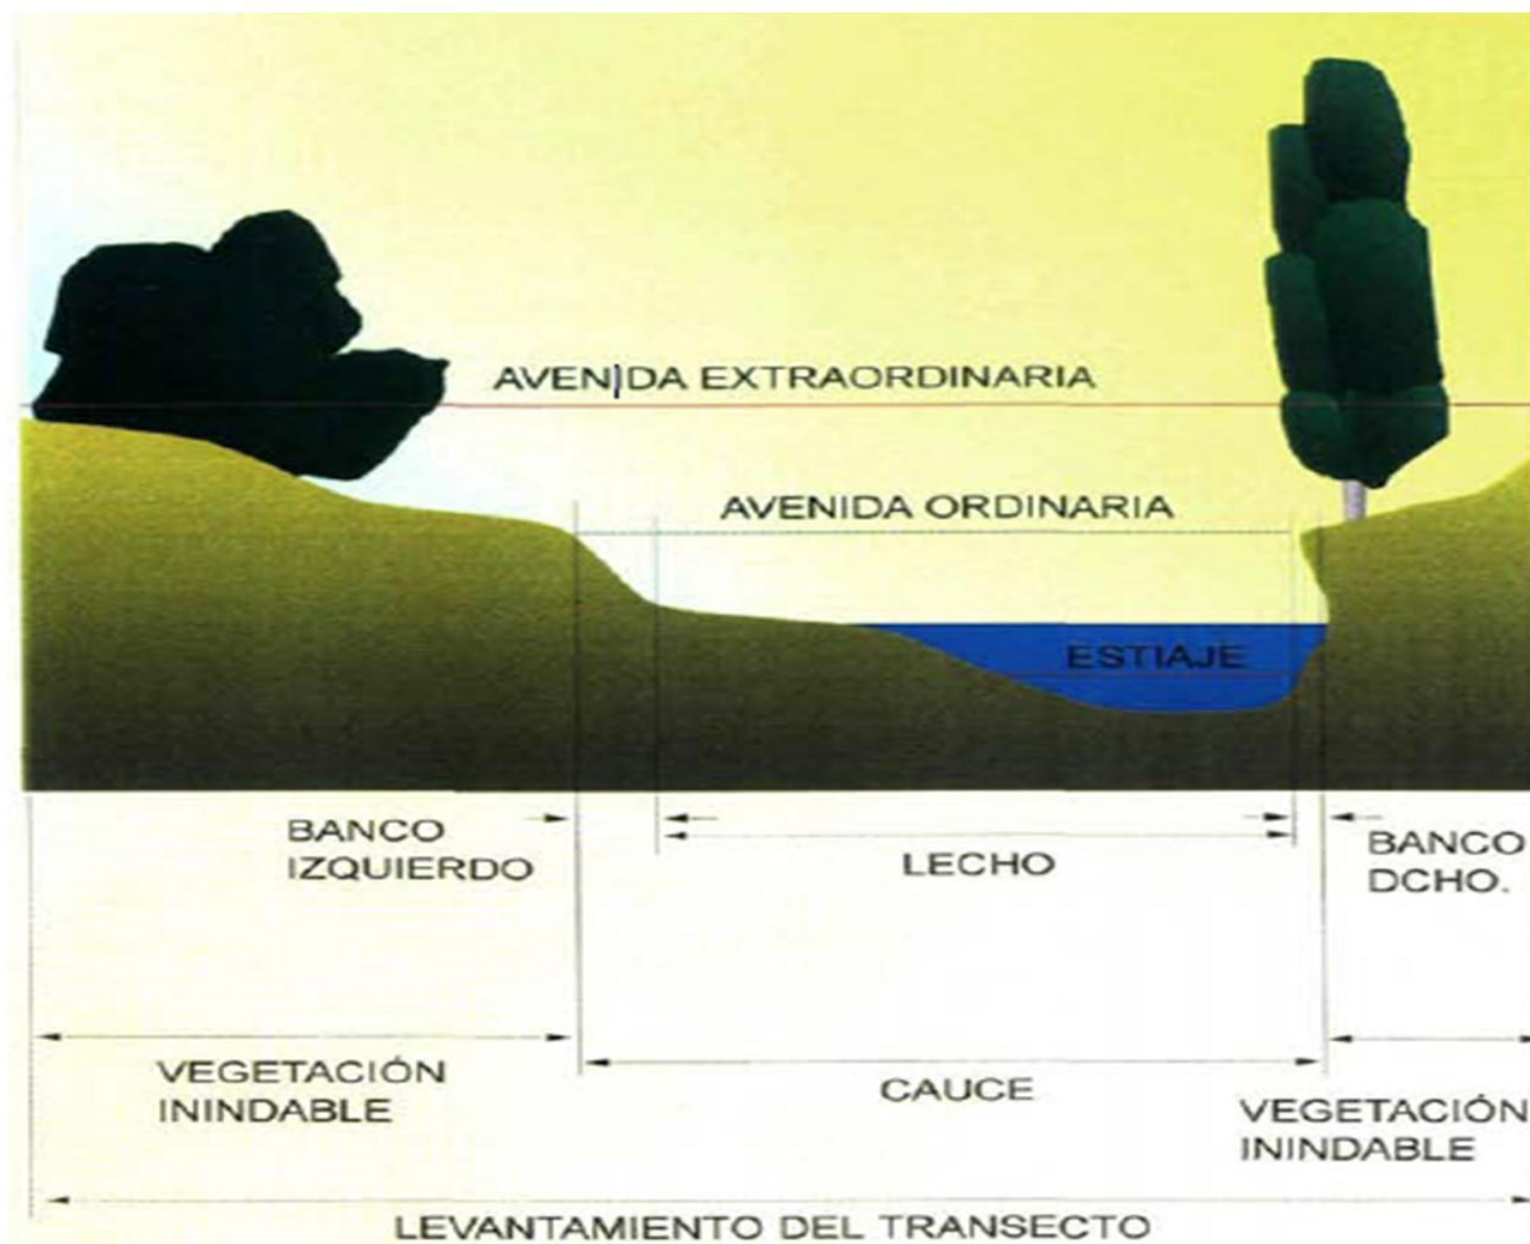 AVENIDA EXTRAORDINARIA
AVENIDA ORDINARIA
ESTIAJE
BANCO
IZQUIERDO
LECHO
BANCO
DCHO.
VEGETACIÓN
ININDABLE
CAUCE
VEGETACIÓN
ININDABLE
LEVANTAMIENTO DEL TRANSECTO